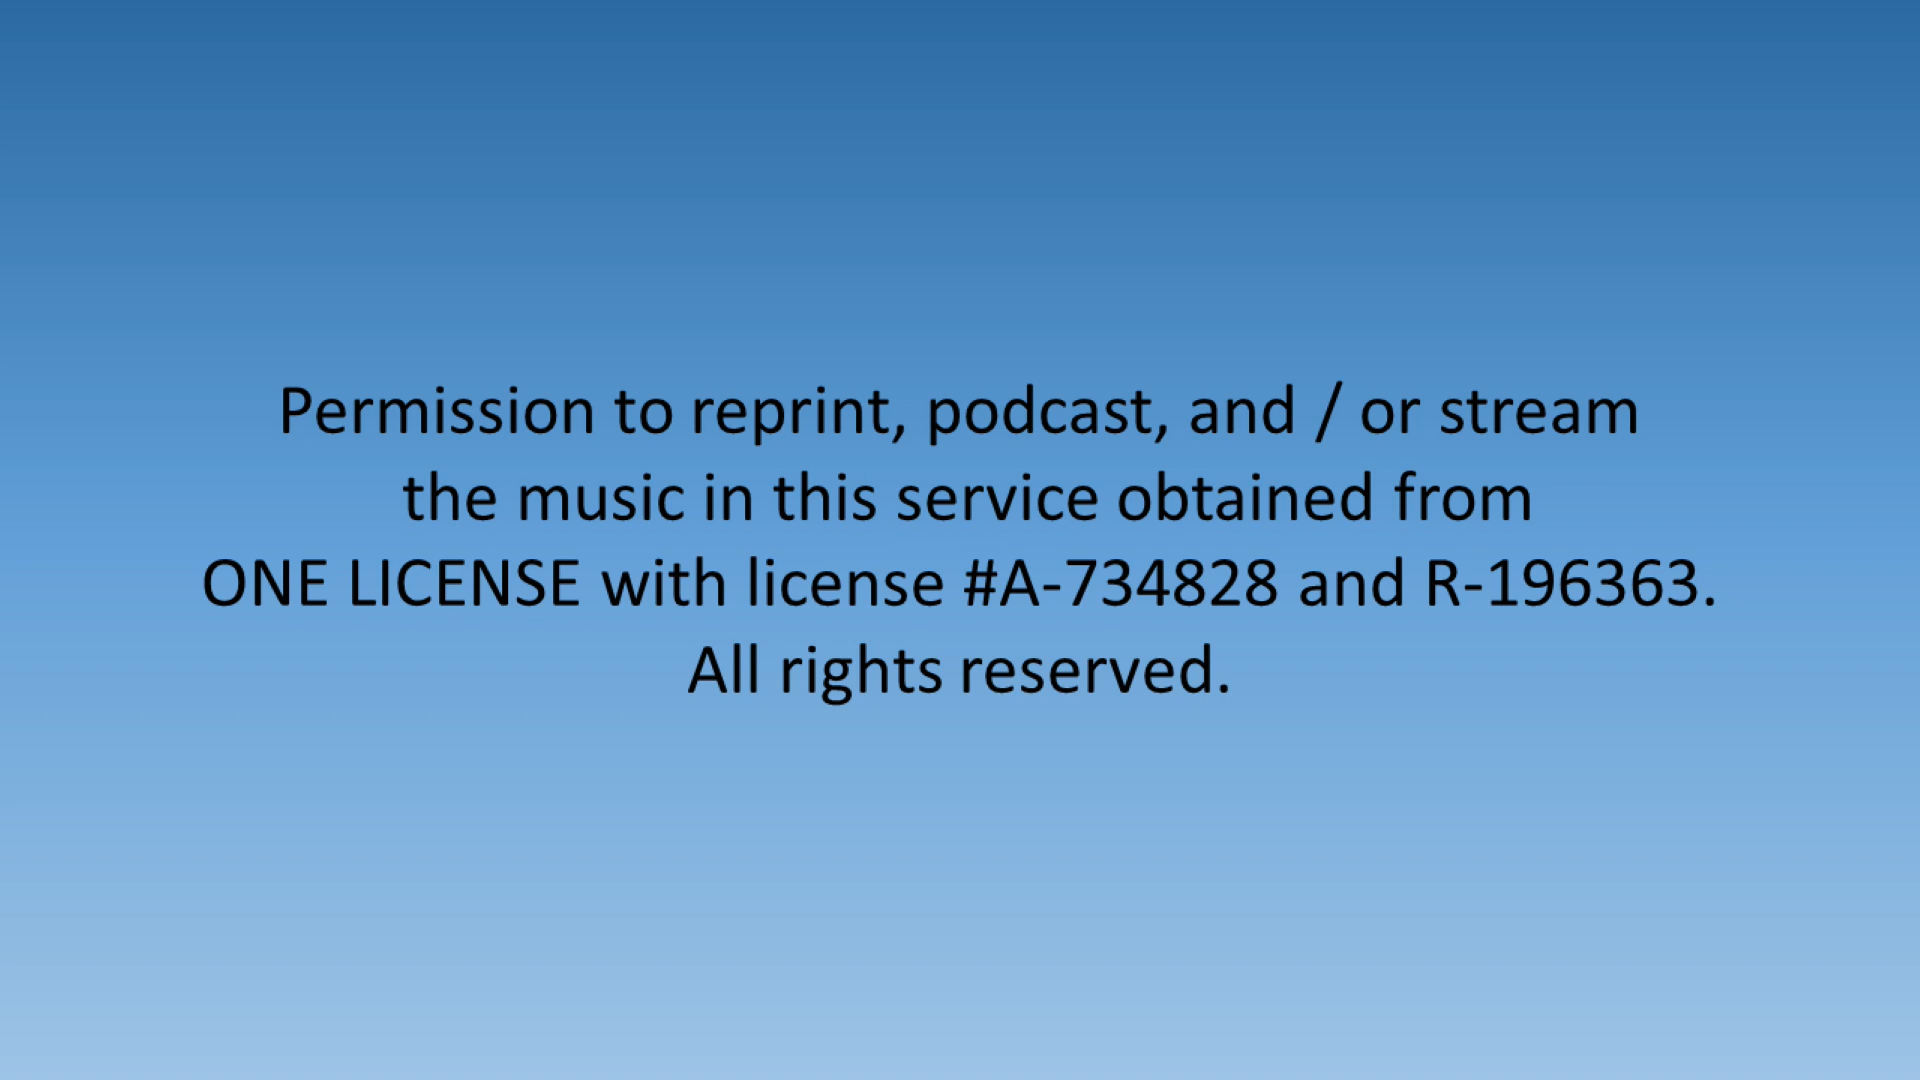 Permission to reprint, podcast, and / or stream
the music in this service obtained from
ONE LICENSE with license #A-734828 and R-196363.
All rights reserved.